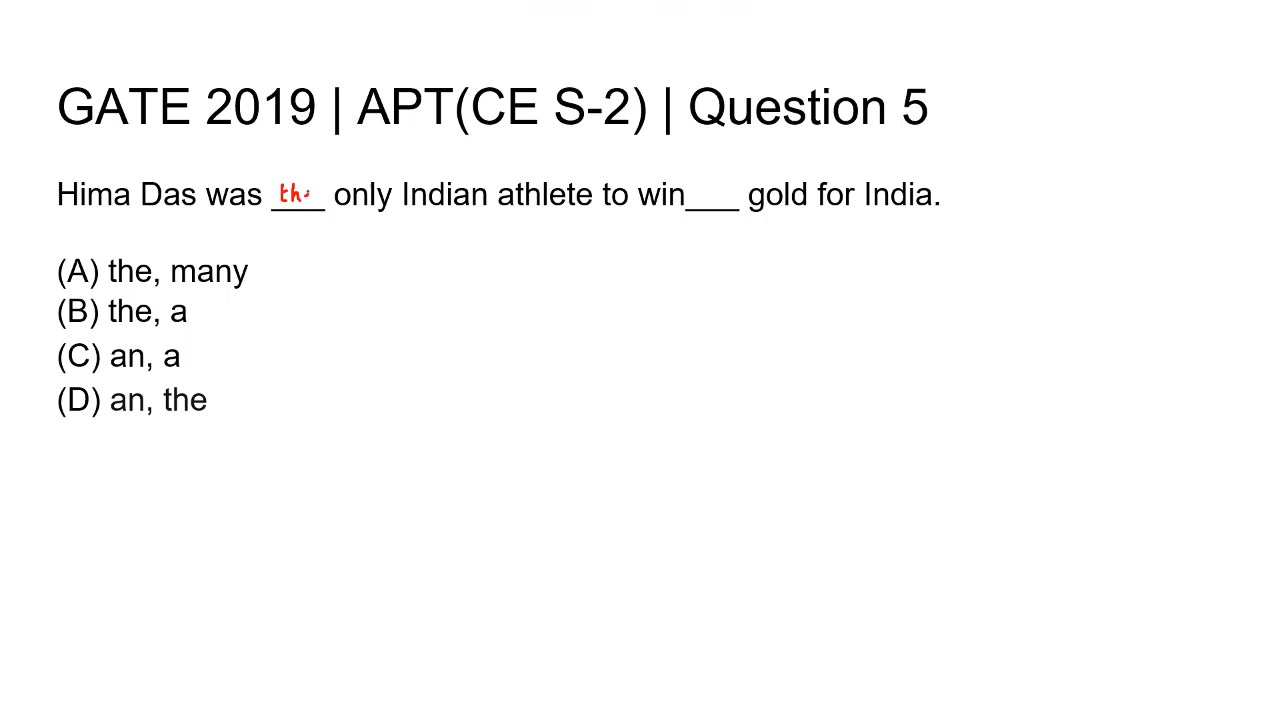 GATE 2019 | APT(CE S-2) | Question 5
Hima Das was th. only Indian athlete to win___ gold for India.
(A) the, many
(B) the, a
(C) an, a
(D) an, the